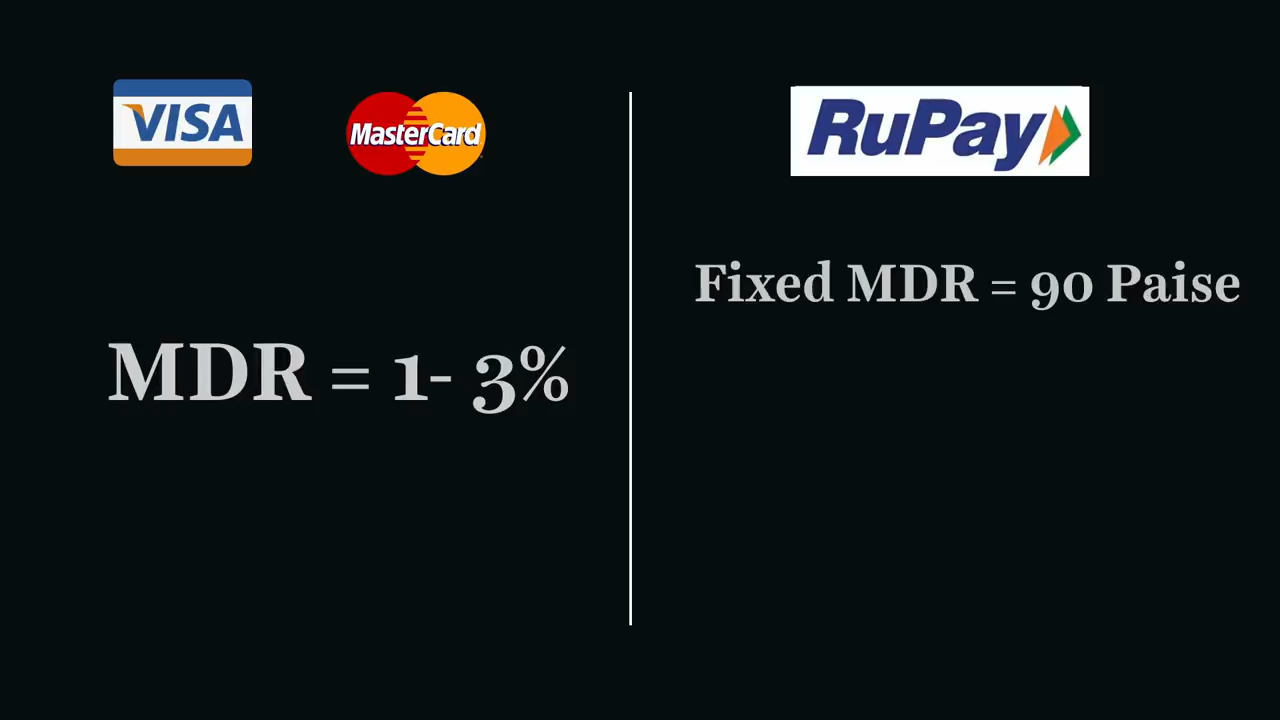 VISA
MasterCard
MDR = 1- 3%
RuPay
Fixed MDR = 90 Paise